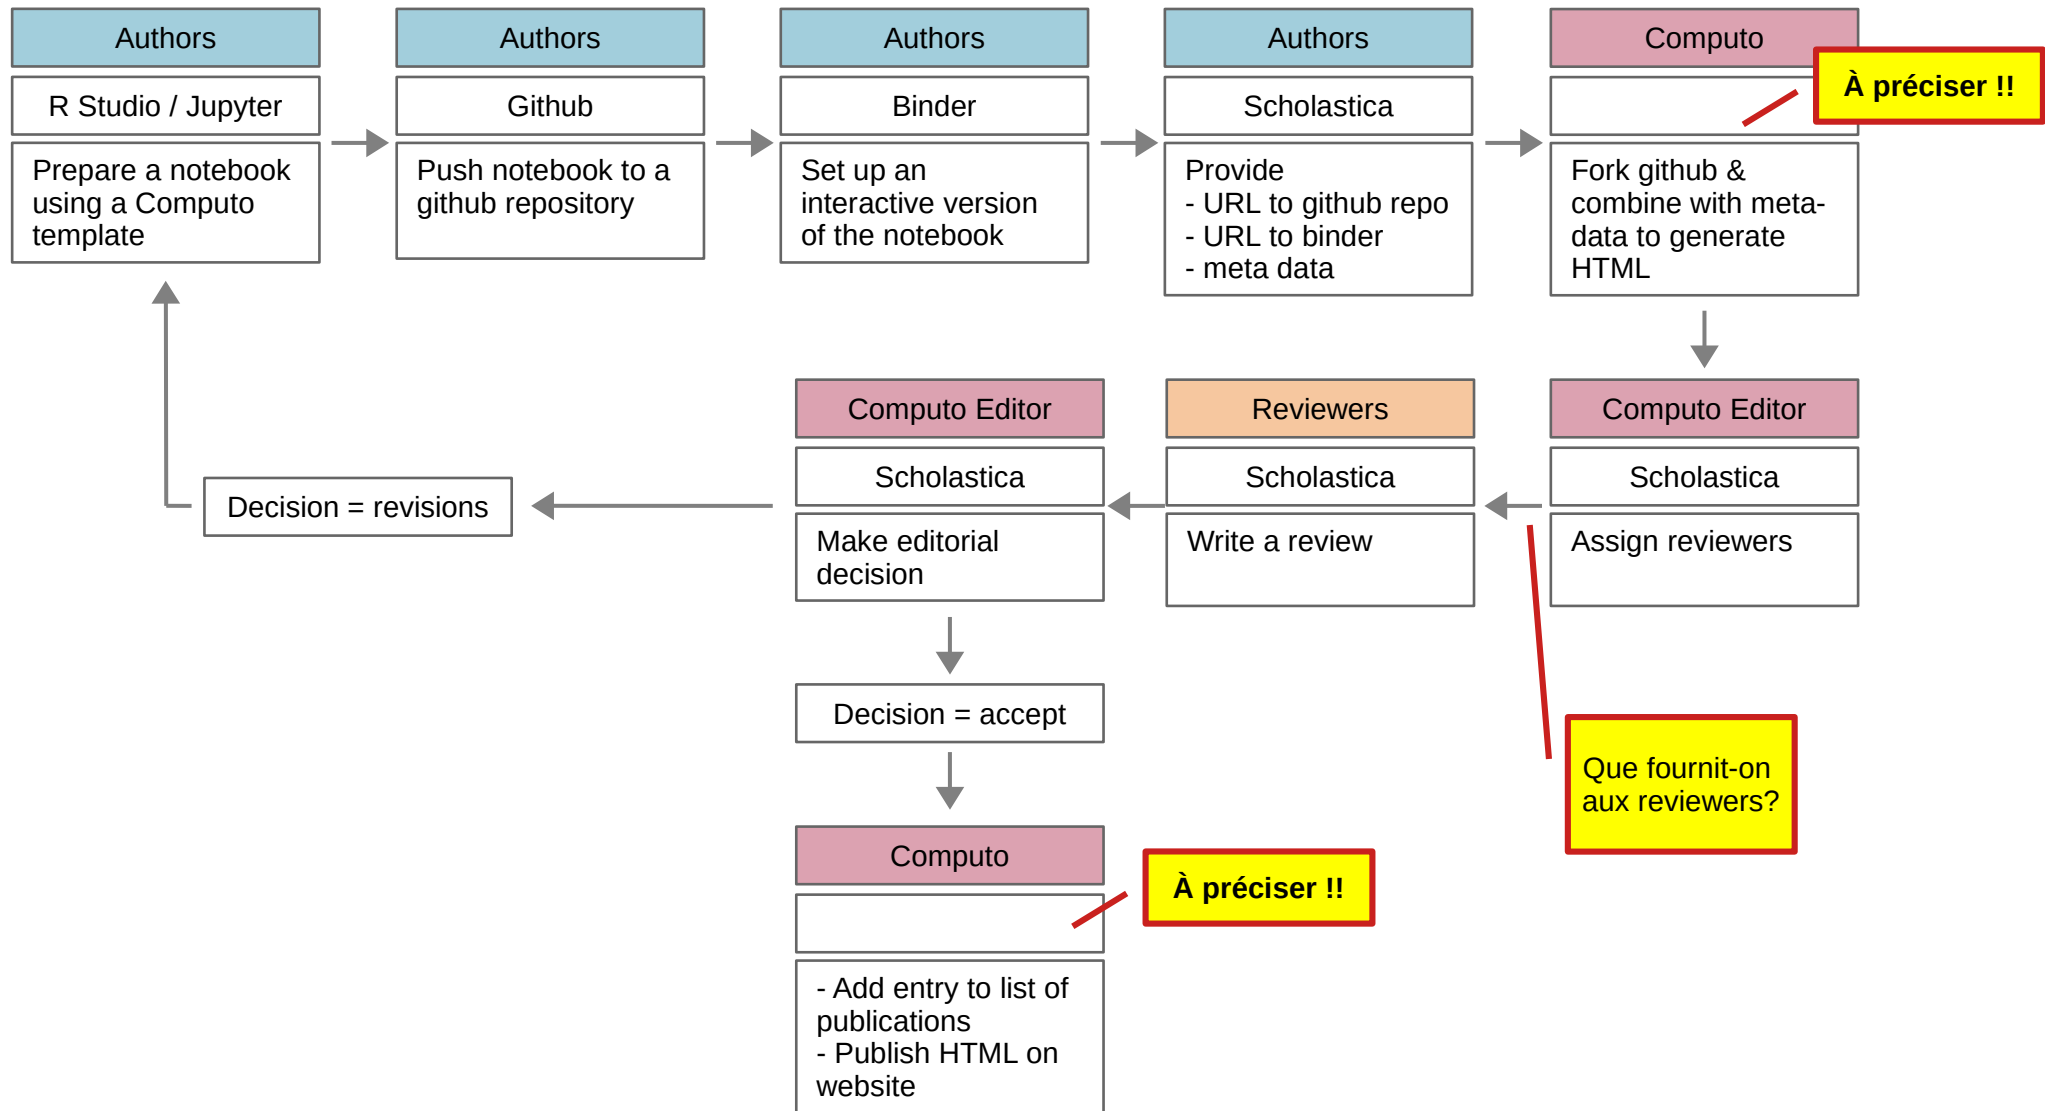 Authors
R Studio / Jupyter
Prepare a notebook
using a Computo
template
Authors
Github
Push notebook to a
github repository
Authors
Binder
Set up an
interactive version
of the notebook
Authors
Scholastica
Provide
- URL to github repo
- URL to binder
- meta data
Computo
À préciser !!
Fork github &
combine with meta-
data to generate
HTML
Computo Editor
Scholastica
Assign reviewers
Que fournit-on
aux reviewers?
Reviewers
Scholastica
Write a review
Computo Editor
Scholastica
Make editorial
decision
Decision = revisions
Decision = accept
Computo
À préciser !!
- Add entry to list of
publications
- Publish HTML on
website